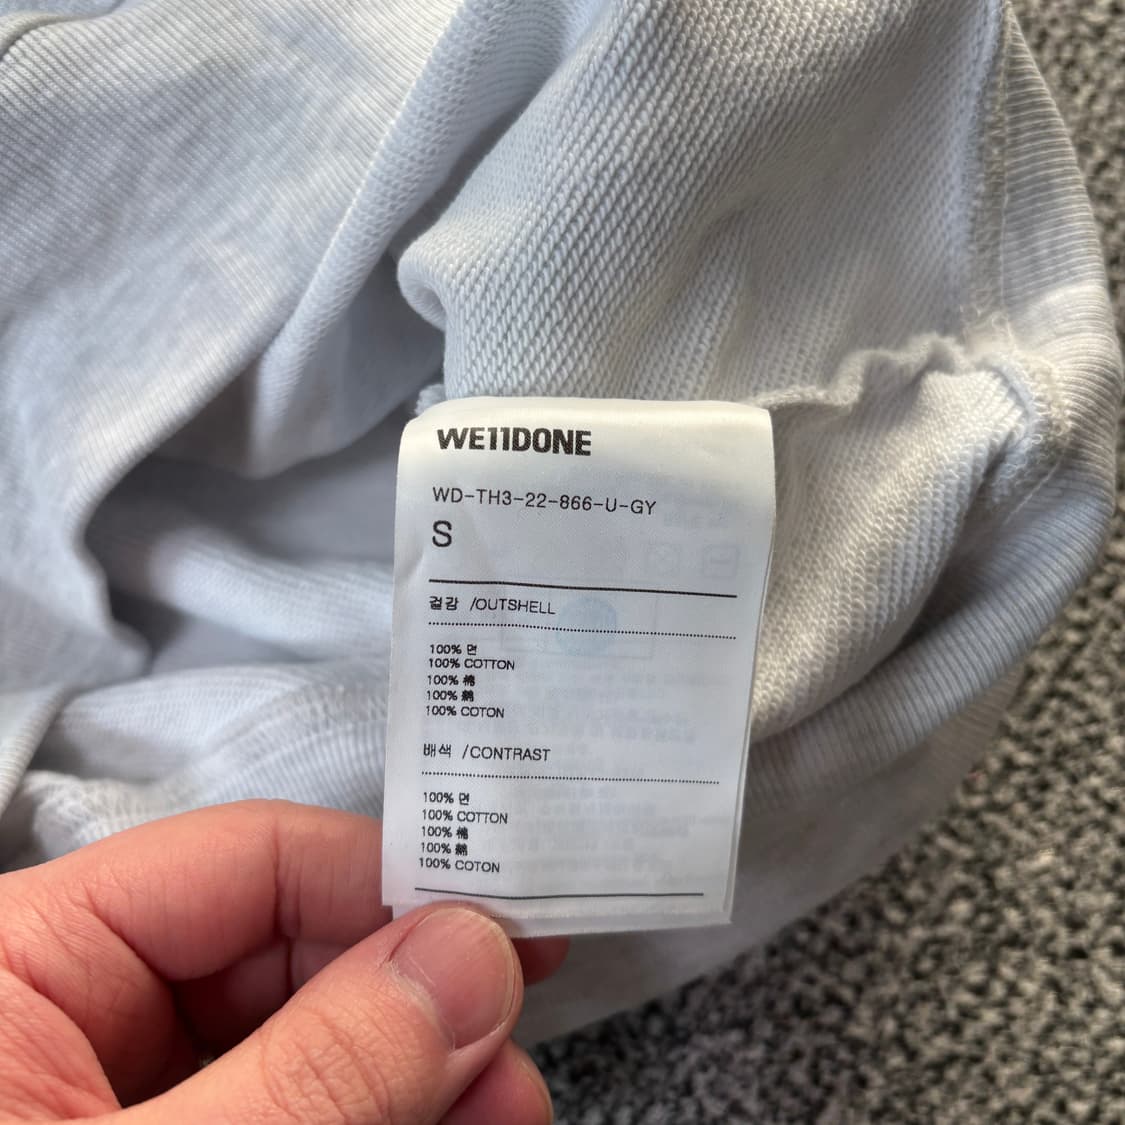 WE11DONE
WD-TH3-22-866-U-GY
S
겉감 /OUTSHELL
100% 면
100% COTTON
100% 棉
100% 綿
100% COTON
배색 /CONTRAST
100% 면
100% COTTON
100% 棉
100% 綿
100% COTON